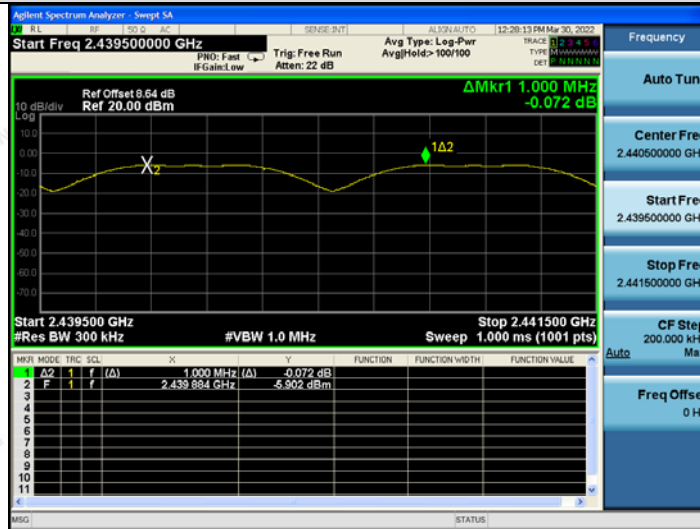 Agilent Spectrum Analyzer - Swept SA
RL RF 50 Ω AC SENSE:INT ALIGN AUTO 12:28:13 PM Mar 30, 2022
Start Freq 2.439500000 GHz
PNO: Fast
IFGain:Low
Trig: Free Run
Atten: 22 dB
Avg Type: Log-Pwr
Avg|Hold:> 100/100
TRACE 1 2 3 4 5 6
TYPE M
DET P N N N N N
Ref Offset 8.64 dB
10 dB/div Ref 20.00 dBm
Log
ΔMkr1 1.000 MHz
-0.072 dB
10.0
0.00
-10.0
-20.0
-30.0
-40.0
-50.0
-60.0
-70.0
X2
1Δ2
Start 2.439500 GHz Stop 2.441500 GHz
#Res BW 300 kHz #VBW 1.0 MHz Sweep 1.000 ms (1001 pts)
MKR MODE TRC SCL X Y FUNCTION FUNCTION WIDTH FUNCTION VALUE
1 Δ2 1 f (Δ) 1.000 MHz (Δ) -0.072 dB
2 F 1 f 2.439 884 GHz -5.902 dBm
3
4
5
6
7
8
9
10
11
MSG STATUS
Frequency
Auto Tun
Center Fre
2.440500000 GH
Start Fre
2.439500000 GH
Stop Fre
2.441500000 GH
CF Ste
200.000 kH
Auto Ma
Freq Offse
0 H